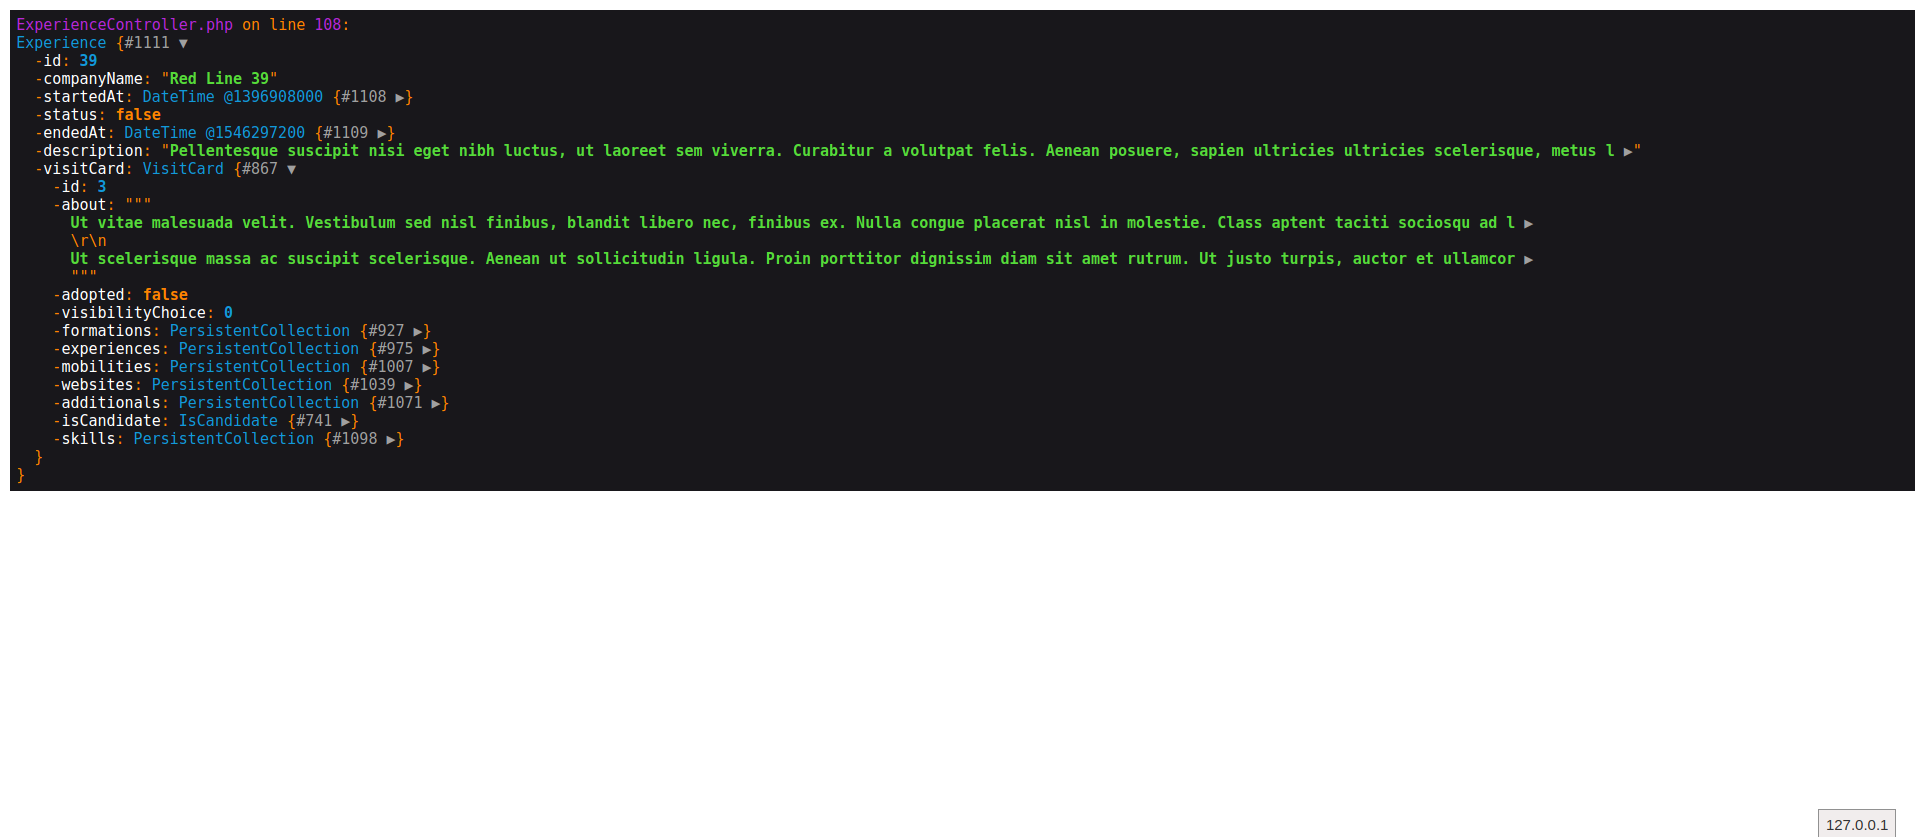 ExperienceController.php on line 108:
Experience {#1111 ▼
  -id: 39
  -companyName: "Red Line 39"
  -startedAt: DateTime @1396908000 {#1108 ▶}
  -status: false
  -endedAt: DateTime @1546297200 {#1109 ▶}
  -description: "Pellentesque suscipit nisi eget nibh luctus, ut laoreet sem viverra. Curabitur a volutpat felis. Aenean posuere, sapien ultricies ultricies scelerisque, metus l ▶"
  -visitCard: VisitCard {#867 ▼
    -id: 3
    -about: """
      Ut vitae malesuada velit. Vestibulum sed nisl finibus, blandit libero nec, finibus ex. Nulla congue placerat nisl in molestie. Class aptent taciti sociosqu ad l ▶
      \r\n
      Ut scelerisque massa ac suscipit scelerisque. Aenean ut sollicitudin ligula. Proin porttitor dignissim diam sit amet rutrum. Ut justo turpis, auctor et ullamcor ▶
      """
    -adopted: false
    -visibilityChoice: 0
    -formations: PersistentCollection {#927 ▶}
    -experiences: PersistentCollection {#975 ▶}
    -mobilities: PersistentCollection {#1007 ▶}
    -websites: PersistentCollection {#1039 ▶}
    -additionals: PersistentCollection {#1071 ▶}
    -isCandidate: IsCandidate {#741 ▶}
    -skills: PersistentCollection {#1098 ▶}
  }
}
127.0.0.1